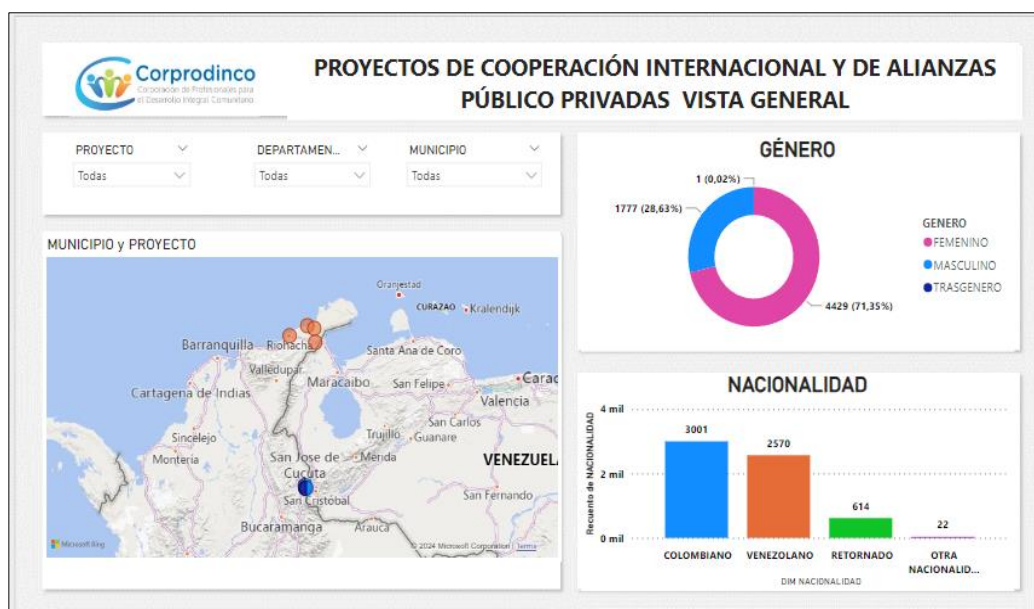 Corprodinco
Corporación de Profesionales para
el Desarrollo Integral Comunitario
PROYECTOS DE COOPERACIÓN INTERNACIONAL Y DE ALIANZAS
PÚBLICO PRIVADAS VISTA GENERAL
PROYECTO
Todas
DEPARTAMEN...
Todas
MUNICIPIO
Todas
MUNICIPIO y PROYECTO
Oranjestad
CURAZAO
Kralendijk
Barranquilla
Riohacha
Santa Ana de Coro
Valledupar
Maracaibo
San Felipe
Carac
Cartagena de Indias
Valencia
San Carlos
Sincelejo
Trujillo
Guanare
Montería
San Jose de
Cucuta
Mérida
VENEZUEL
San Cristóbal
San Fernando
Bucaramanga
Arauca
Microsoft Bing
© 2024 Microsoft Corporation
Terms
GÉNERO
1 (0,02%)
1777 (28,63%)
4429 (71,35%)
GENERO
FEMENINO
MASCULINO
TRASGENERO
NACIONALIDAD
Recuento de NACIONALIDAD
4 mil
2 mil
0 mil
3001
2570
614
22
COLOMBIANO
VENEZOLANO
RETORNADO
OTRA
NACIONALID...
DIM NACIONALIDAD